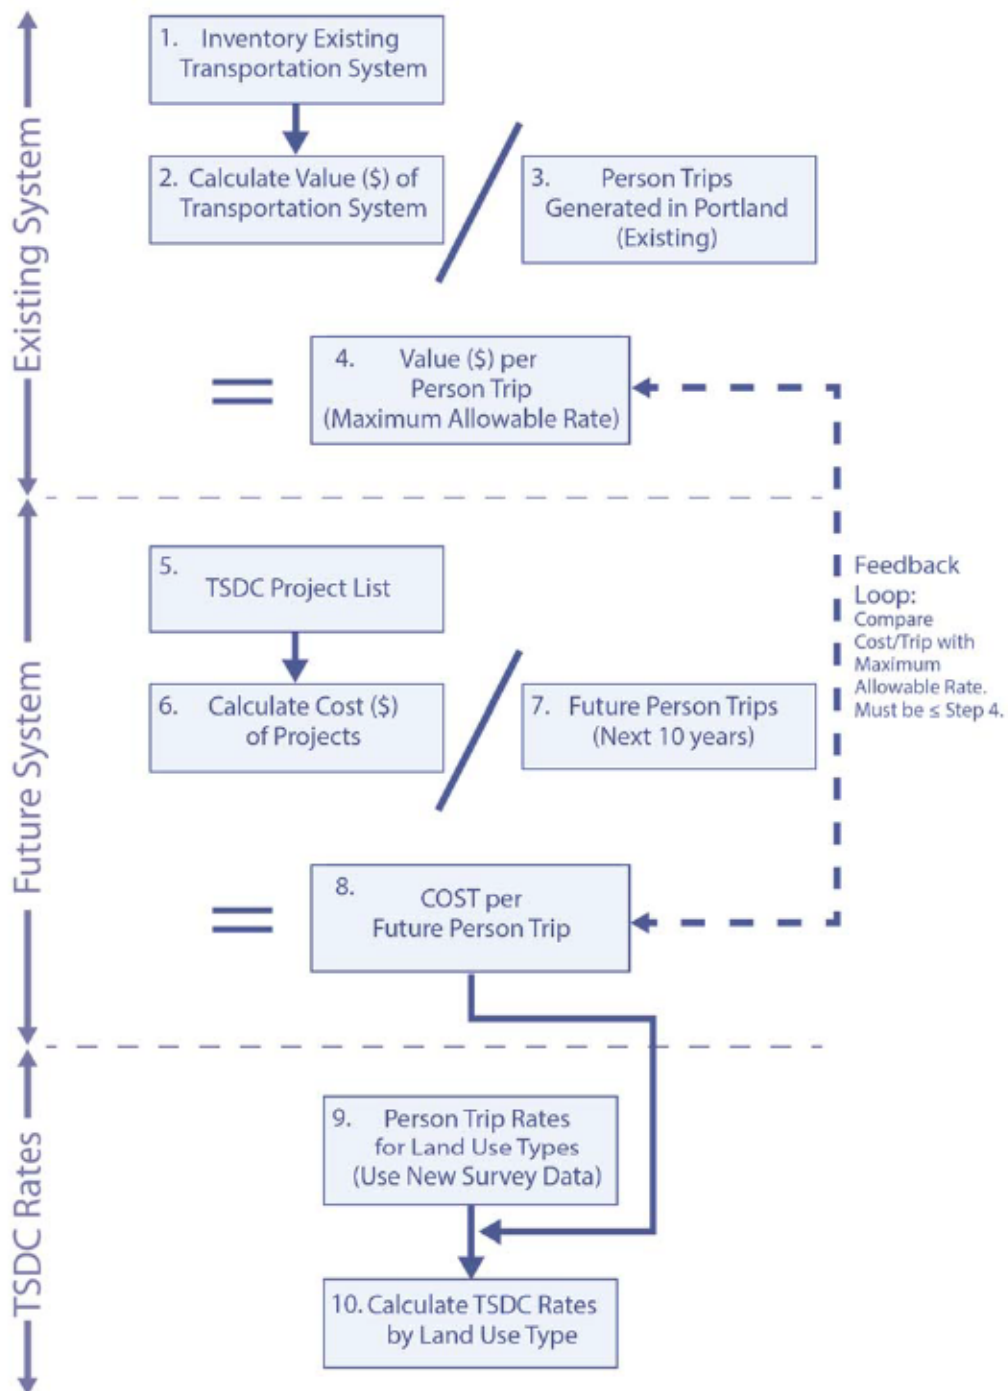 Existing System
1. Inventory Existing
Transportation System
2. Calculate Value ($) of
Transportation System
3. Person Trips
Generated in Portland
(Existing)
4. Value ($) per
Person Trip
(Maximum Allowable Rate)
Future System
5.
TSDC Project List
6. Calculate Cost ($)
of Projects
7. Future Person Trips
(Next 10 years)
Feedback
Loop:
Compare
Cost/Trip with
Maximum
Allowable Rate.
Must be ≤ Step 4.
8. COST per
Future Person Trip
TSDC Rates
9. Person Trip Rates
for Land Use Types
(Use New Survey Data)
10. Calculate TSDC Rates
by Land Use Type